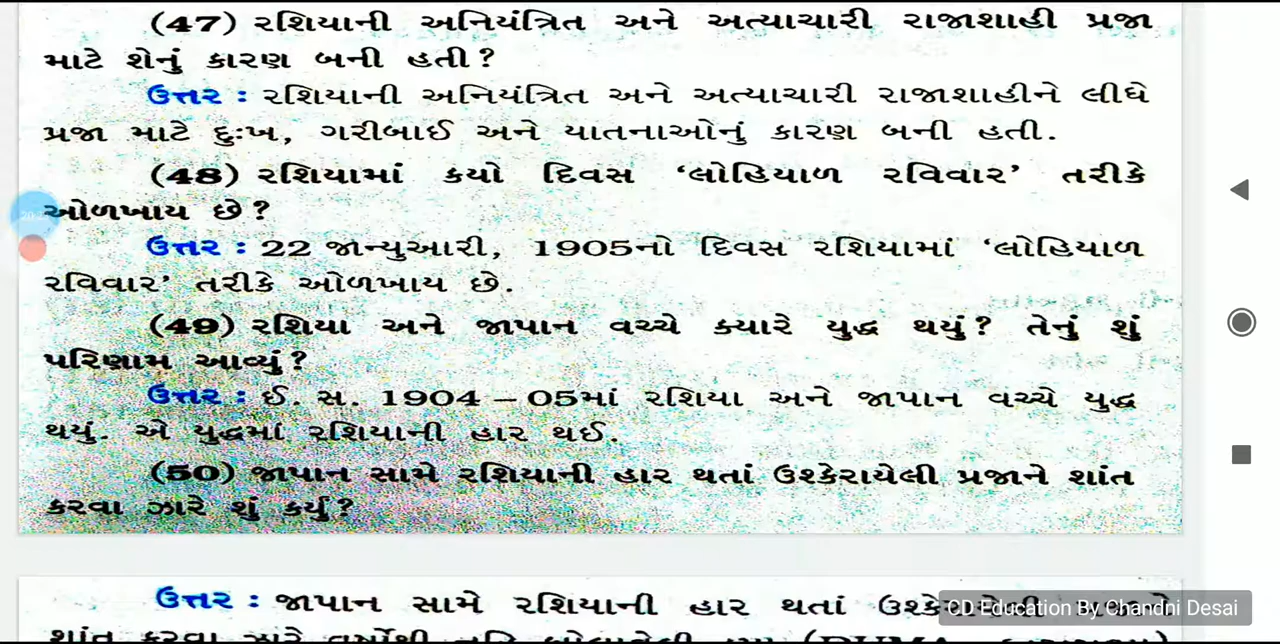 (47) રશિયાની અનિયંત્રિત અને અત્યાચારી રાજાશાહી પ્રજા
માટે શેનું કારણ બની હતી ?
ઉત્તર : રશિયાની અનિયંત્રિત અને અત્યાચારી રાજાશાહીને લીધે
પ્રજા માટે દુઃખ, ગરીબાઈ અને યાતનાઓનું કારણ બની હતી.
(48) રશિયામાં કયો દિવસ ‘લોહિયાળ રવિવાર’ તરીકે
ઓળખાય છે ?
ઉત્તર : 22 જાન્યુઆરી, 1905નો દિવસ રશિયામાં ‘લોહિયાળ
રવિવાર’ તરીકે ઓળખાય છે.
(49) રશિયા અને જાપાન વચ્ચે ક્યારે યુદ્ધ થયું ? તેનું શું
પરિણામ આવ્યું ?
ઉત્તર : ઈ. સ. 1904 – 05માં રશિયા અને જાપાન વચ્ચે યુદ્ધ
થયું. એ યુદ્ધમાં રશિયાની હાર થઈ.
(50) જાપાન સામે રશિયાની હાર થતાં ઉશ્કેરાયેલી પ્રજાને શાંત
કરવા ઝારે શું કર્યું ?
ઉત્તર : જાપાન સામે રશિયાની હાર થતાં
CD Education By Chandni Desai
શાંત કરવા ઝારે વર્ષોથી નહિ